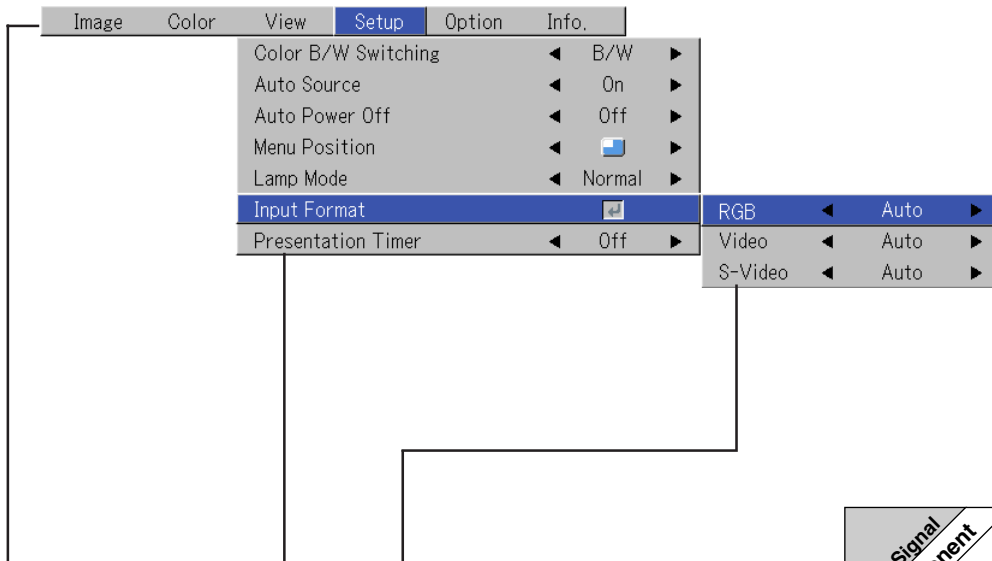 Image Color View Setup Option Info.
Color B/W Switching B/W
Auto Source On
Auto Power Off Off
Menu Position
Lamp Mode Normal
Input Format RGB Auto
Presentation Timer Off Video Auto
S-Video Auto
Signal